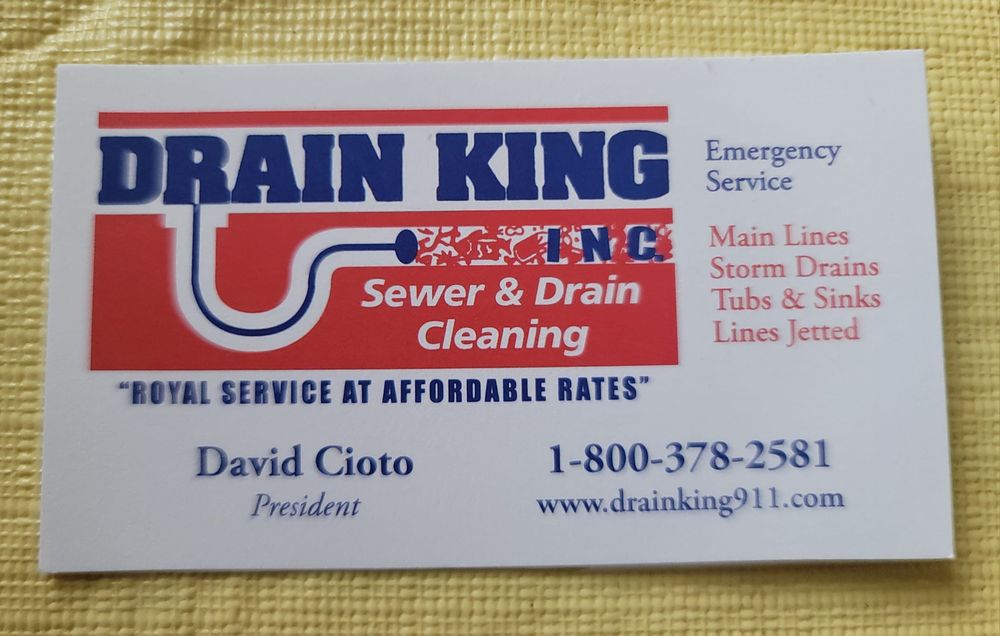 DRAIN KING
INC.
Sewer & Drain
Cleaning
"ROYAL SERVICE AT AFFORDABLE RATES"
Emergency
Service
Main Lines
Storm Drains
Tubs & Sinks
Lines Jetted
David Cioto
President
1-800-378-2581
www.drainking911.com